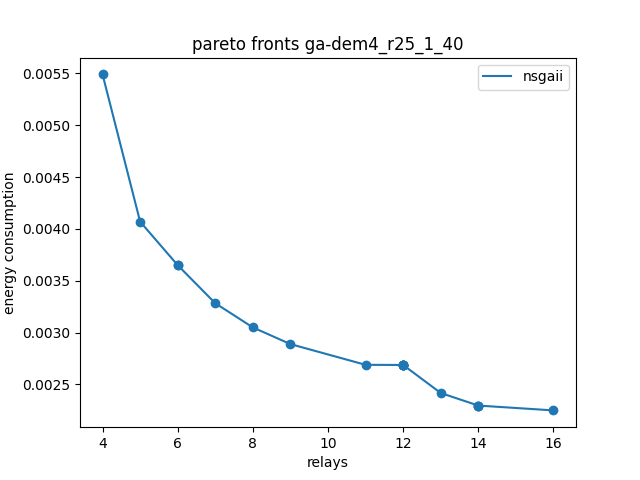 pareto fronts ga-dem4_r25_1_40
nsgaii
0.0055
0.0050
0.0045
0.0040
0.0035
0.0030
0.0025
energy consumption
4 6 8 10 12 14 16
relays